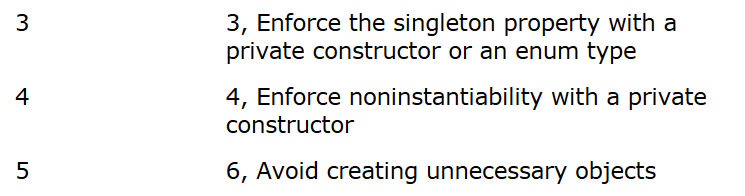 3 3, Enforce the singleton property with a
private constructor or an enum type
4 4, Enforce noninstantiability with a private
constructor
5 6, Avoid creating unnecessary objects